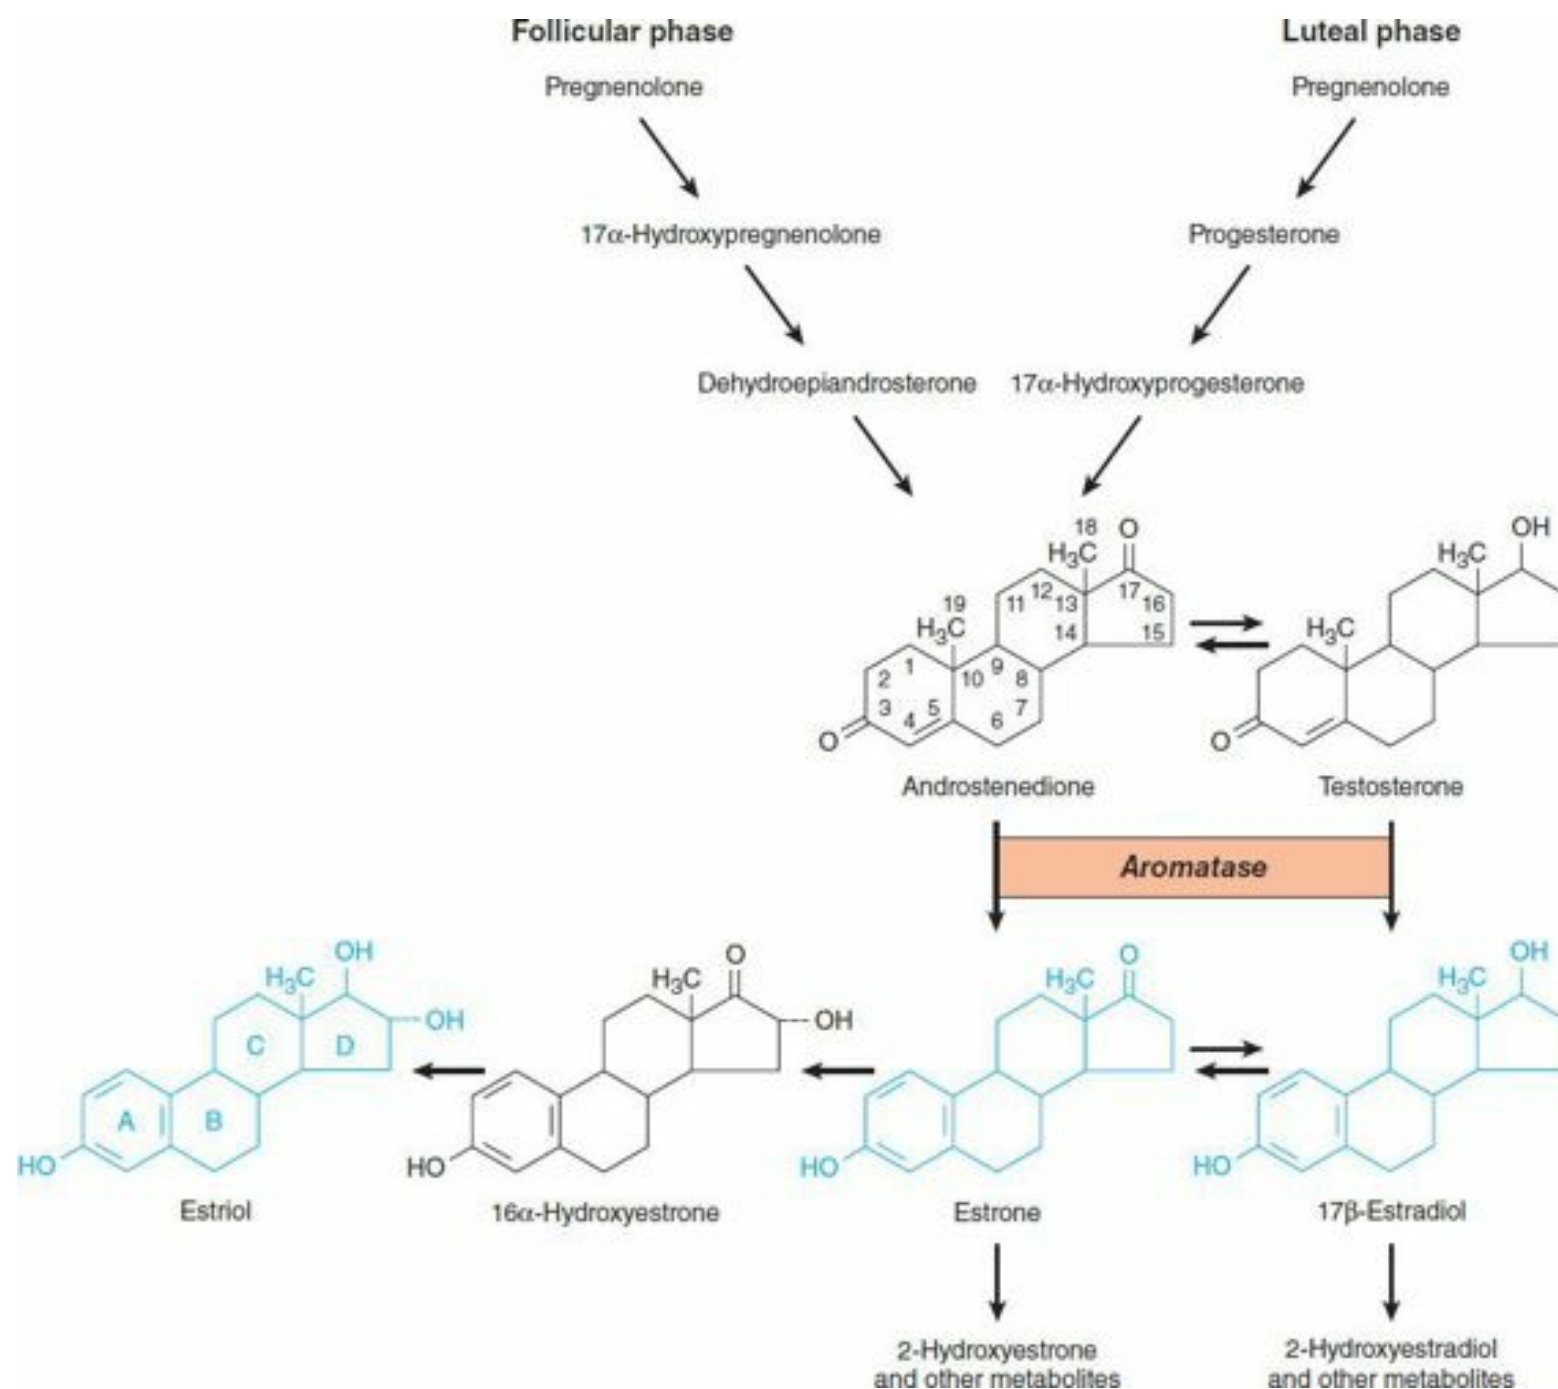 Follicular phase
Luteal phase
Pregnenolone
Pregnenolone
17α-Hydroxypregnenolone
Progesterone
Dehydroepiandrosterone
17α-Hydroxyprogesterone
18
O
H3C
12
13
17
16
11
19
14
15
H3C
1
9
2
10
8
3
4
5
6
7
O
Androstenedione
OH
H3C
H3C
O
Testosterone
Aromatase
OH
H3C
OH
C
D
A
B
HO
Estriol
O
H3C
OH
HO
16α-Hydroxyestrone
O
H3C
HO
Estrone
OH
H3C
HO
17β-Estradiol
2-Hydroxyestrone
and other metabolites
2-Hydroxyestradiol
and other metabolites